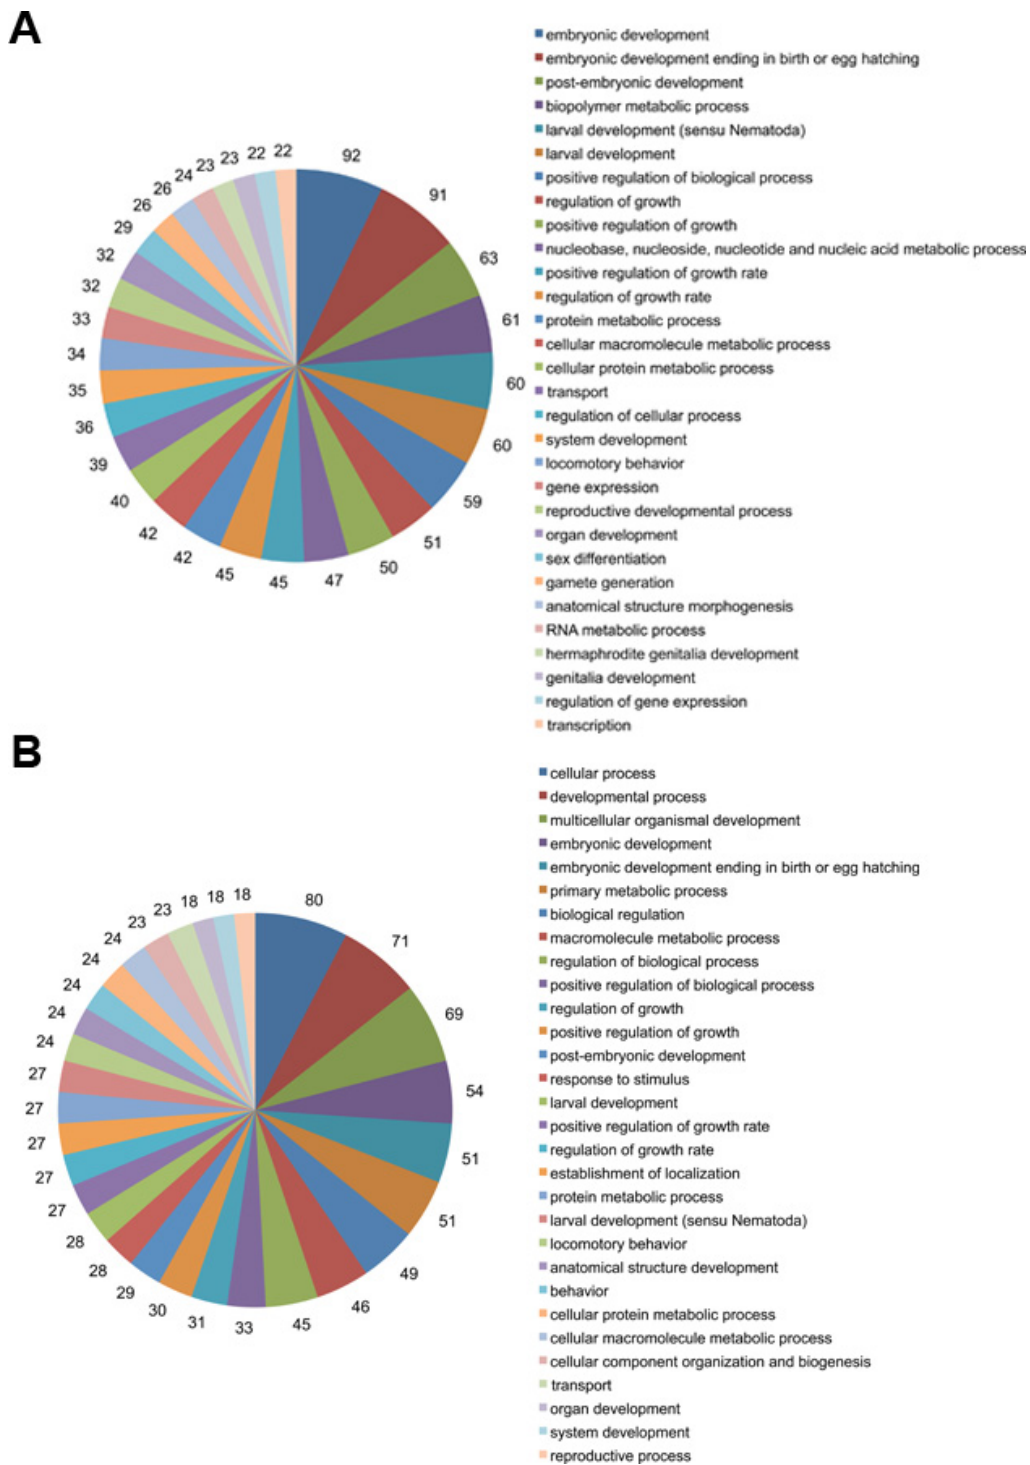 A
embryonic development
embryonic development ending in birth or egg hatching
post-embryonic development
biopolymer metabolic process
larval development (sensu Nematoda)
larval development
positive regulation of biological process
regulation of growth
positive regulation of growth
nucleobase, nucleoside, nucleotide and nucleic acid metabolic process
positive regulation of growth rate
regulation of growth rate
protein metabolic process
cellular macromolecule metabolic process
cellular protein metabolic process
transport
regulation of cellular process
system development
locomotory behavior
gene expression
reproductive developmental process
organ development
sex differentiation
gamete generation
anatomical structure morphogenesis
RNA metabolic process
hermaphrodite genitalia development
genitalia development
regulation of gene expression
transcription
92
91
63
61
60
60
59
51
50
47
45
45
42
42
40
39
36
35
34
33
32
32
29
26
26
24
23
23
22
22
B
cellular process
developmental process
multicellular organismal development
embryonic development
embryonic development ending in birth or egg hatching
primary metabolic process
biological regulation
macromolecule metabolic process
regulation of biological process
positive regulation of biological process
regulation of growth
positive regulation of growth
post-embryonic development
response to stimulus
larval development
positive regulation of growth rate
regulation of growth rate
establishment of localization
protein metabolic process
larval development (sensu Nematoda)
locomotory behavior
anatomical structure development
behavior
cellular protein metabolic process
cellular macromolecule metabolic process
cellular component organization and biogenesis
transport
organ development
system development
reproductive process
80
71
69
54
51
51
49
46
45
33
31
30
29
28
28
27
27
27
27
27
24
24
24
24
24
23
23
18
18
18